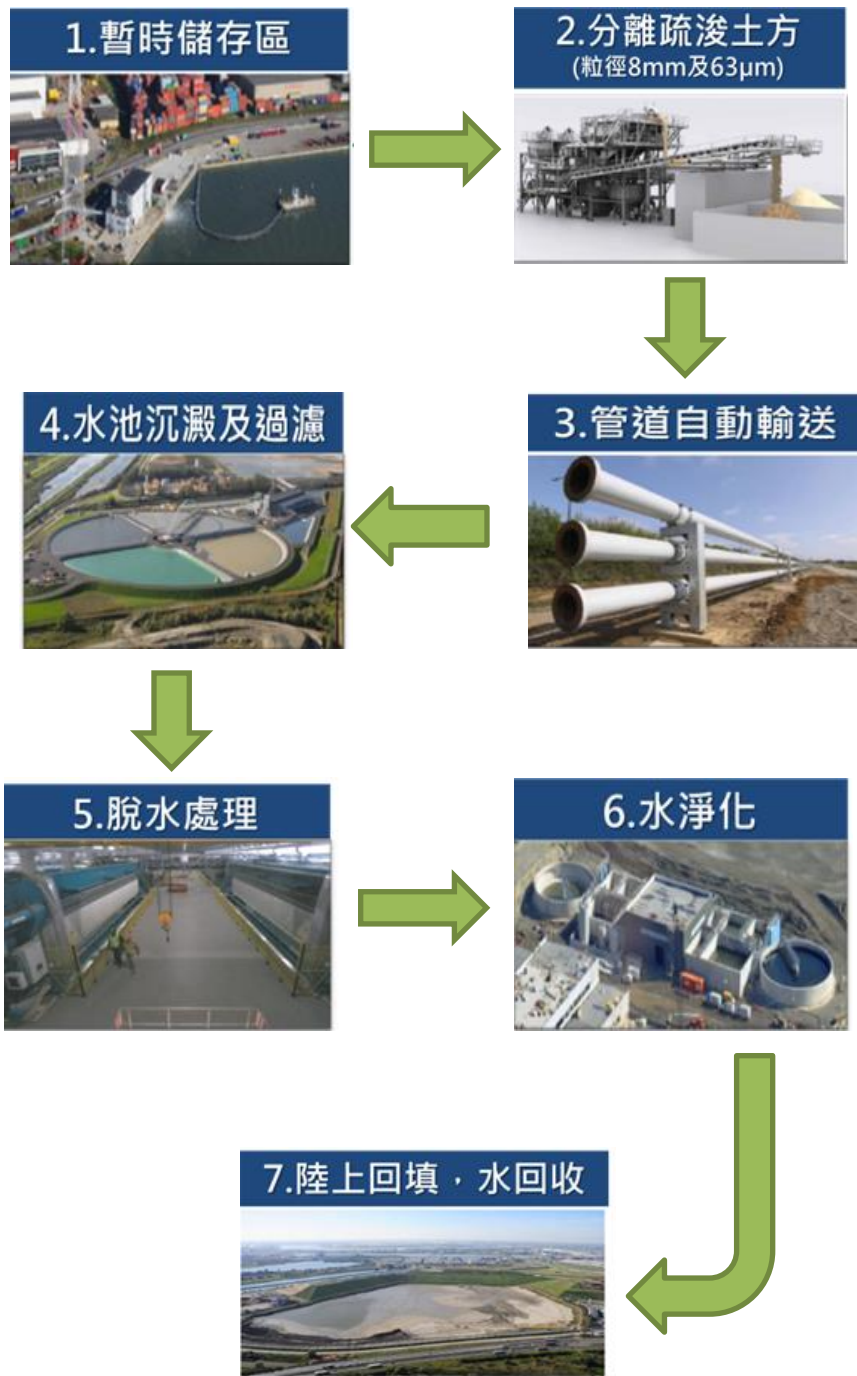 1.暫時儲存區
2.分離疏浚土方
(粒徑8mm及63μm)
3.管道自動輸送
4.水池沉澱及過濾
5.脫水處理
6.水淨化
7.陸上回填，水回收